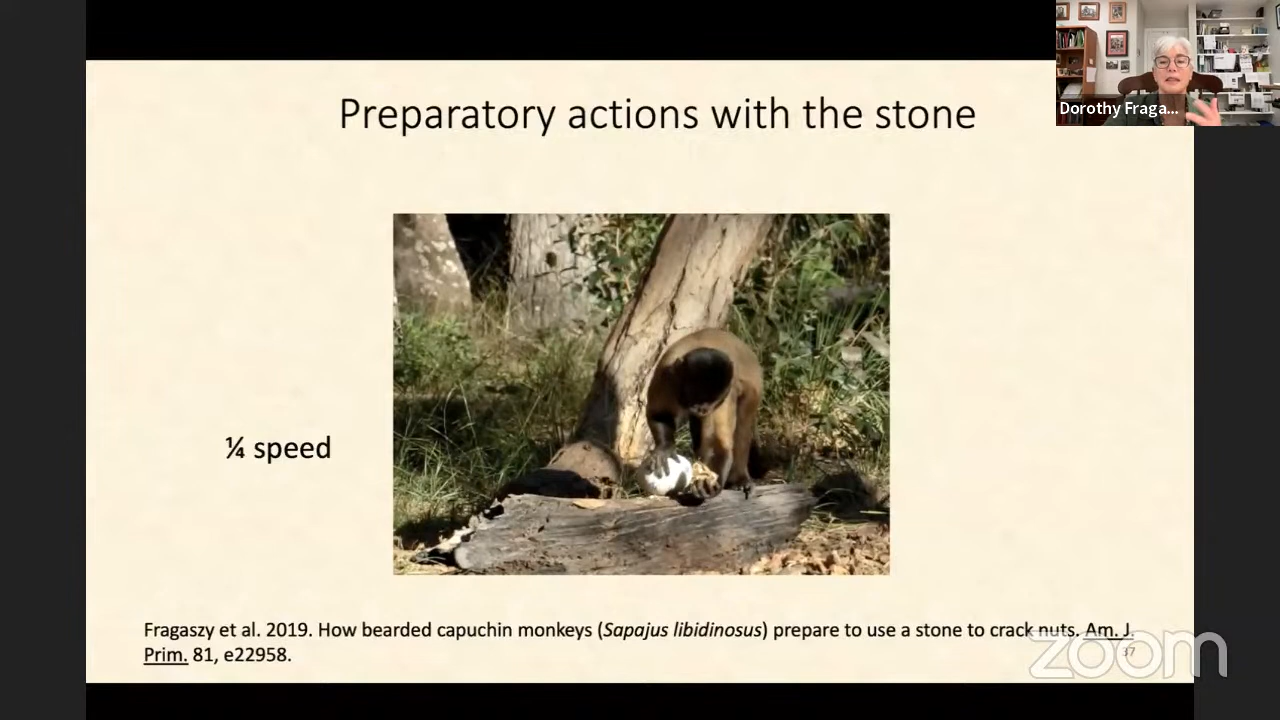 Preparatory actions with the stone
Dorothy Fraga...
¼ speed
Fragaszy et al. 2019. How bearded capuchin monkeys (Sapajus libidinosus) prepare to use a stone to crack nuts. Am. J.
Prim. 81, e22958.
37
zoom